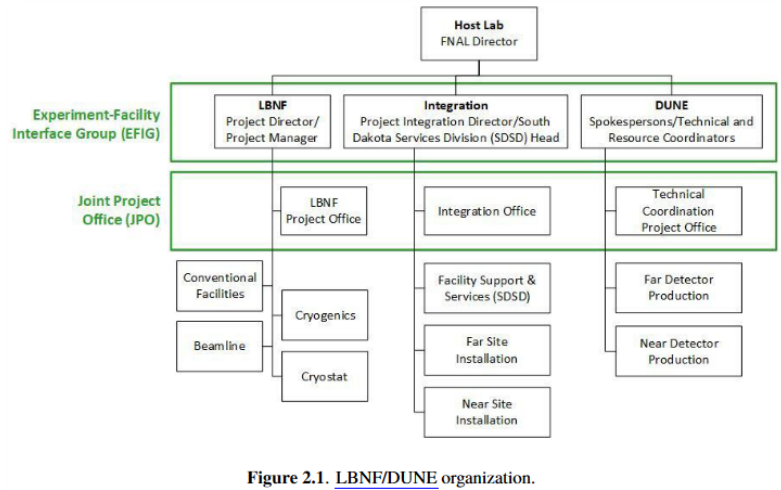 Host Lab
FNAL Director
Experiment-Facility
Interface Group (EFIG)
LBNF
Project Director/
Project Manager
Integration
Project Integration Director/South
Dakota Services Division (SDSD) Head
DUNE
Spokespersons/Technical and
Resource Coordinators
Joint Project
Office (JPO)
LBNF
Project Office
Integration Office
Technical
Coordination
Project Office
Conventional
Facilities
Cryogenics
Beamline
Cryostat
Facility Support &
Services (SDSD)
Far Site
Installation
Near Site
Installation
Far Detector
Production
Near Detector
Production
Figure 2.1. LBNF/DUNE organization.